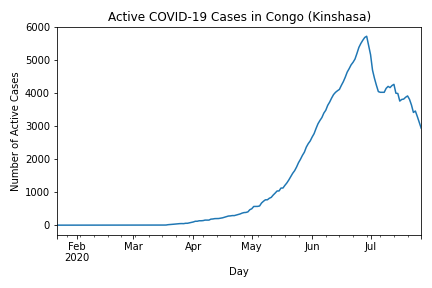 Active COVID-19 Cases in Congo (Kinshasa)
6000
5000
4000
3000
2000
1000
0
Number of Active Cases
Feb Mar Apr May Jun Jul
2020
Day